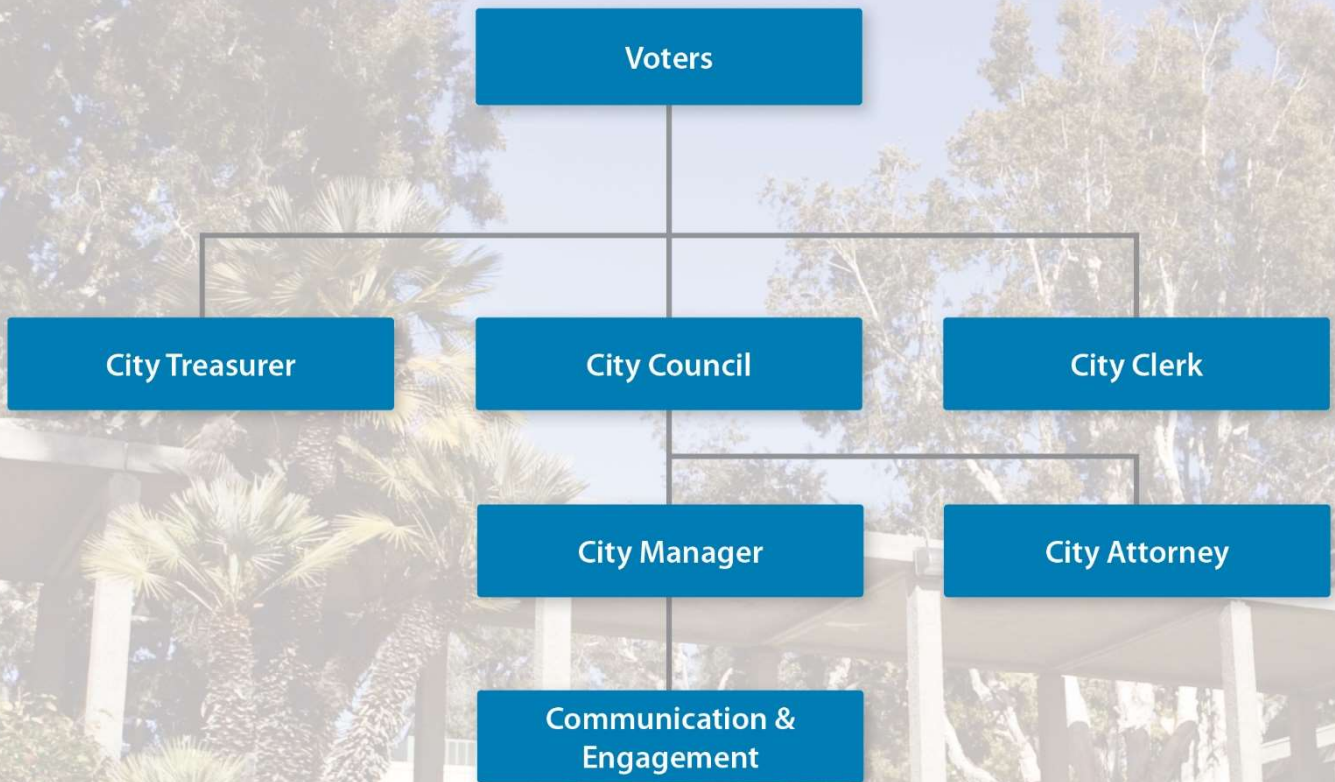 Voters
City Treasurer
City Council
City Clerk
City Manager
City Attorney
Communication &
Engagement